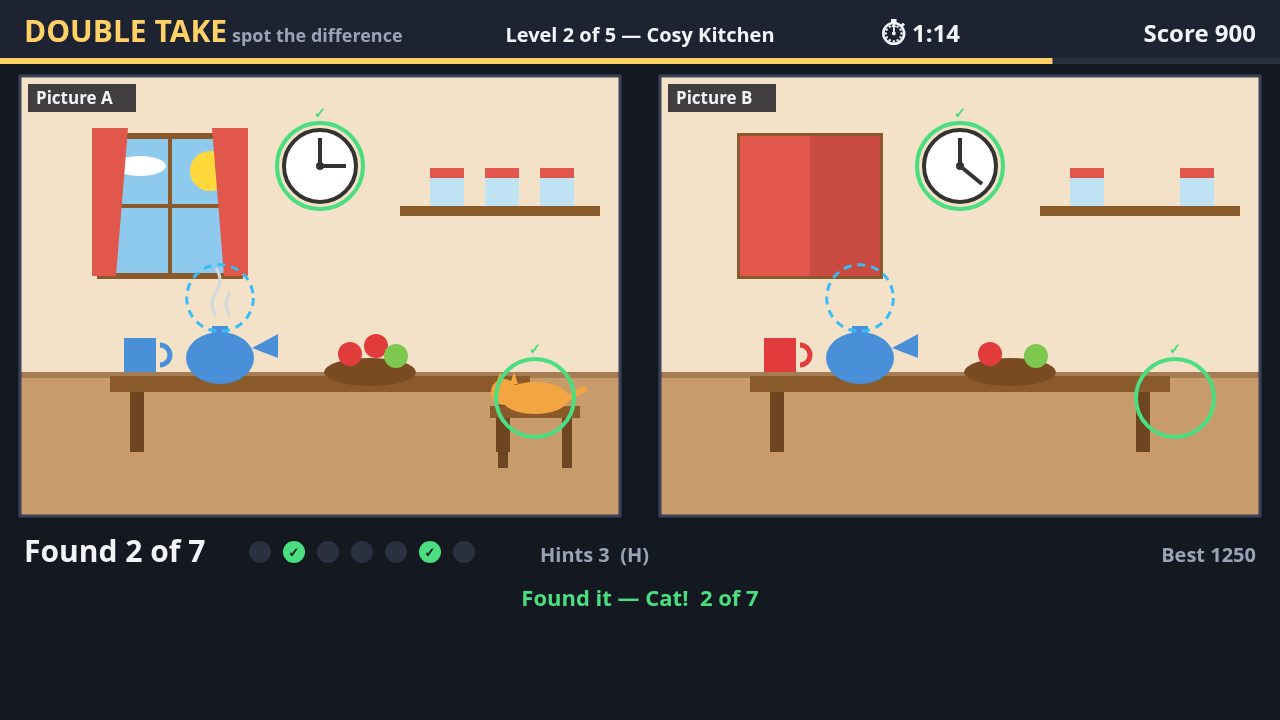 DOUBLE TAKE spot the difference
Level 2 of 5 — Cosy Kitchen
⏱ 1:14
Score 900
Picture A
Picture B
✓
✓
✓
✓
Found 2 of 7
✓
✓
Hints 3 (H)
Best 1250
Found it — Cat! 2 of 7